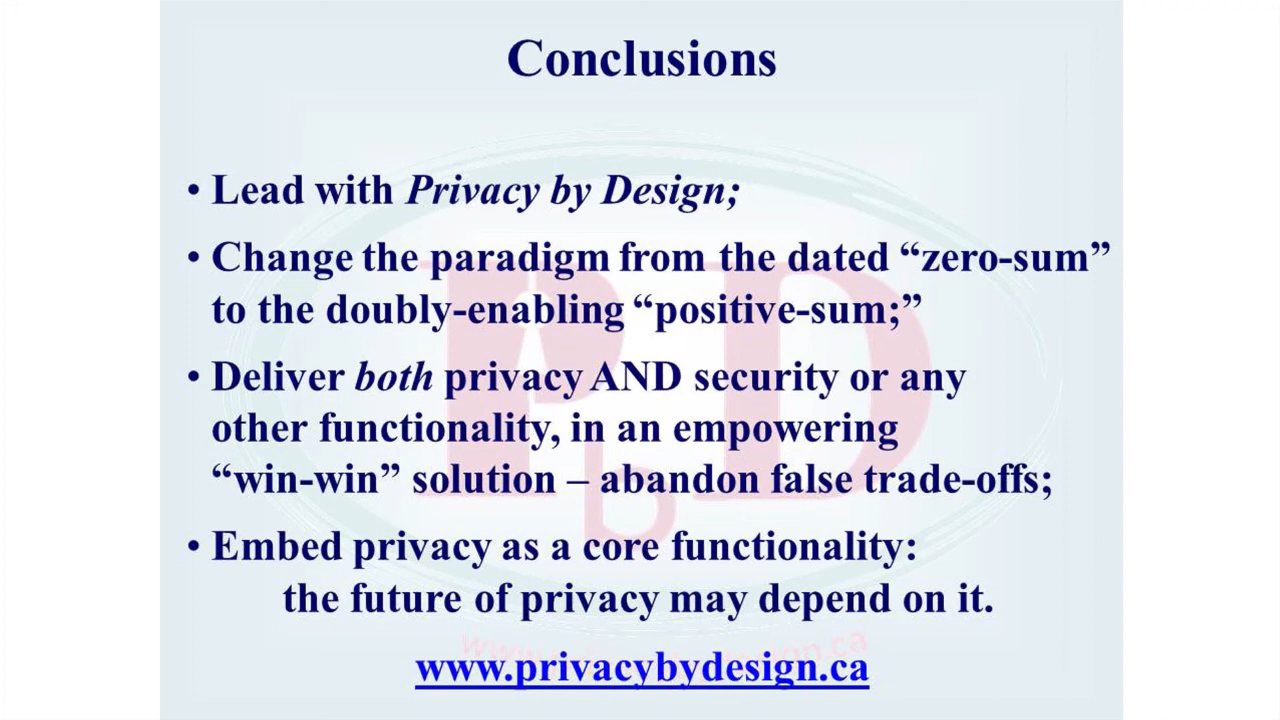 Conclusions
• Lead with Privacy by Design;
• Change the paradigm from the dated “zero-sum”
to the doubly-enabling “positive-sum;”
• Deliver both privacy AND security or any
other functionality, in an empowering
“win-win” solution – abandon false trade-offs;
• Embed privacy as a core functionality:
the future of privacy may depend on it.
www.privacybydesign.ca
PbD